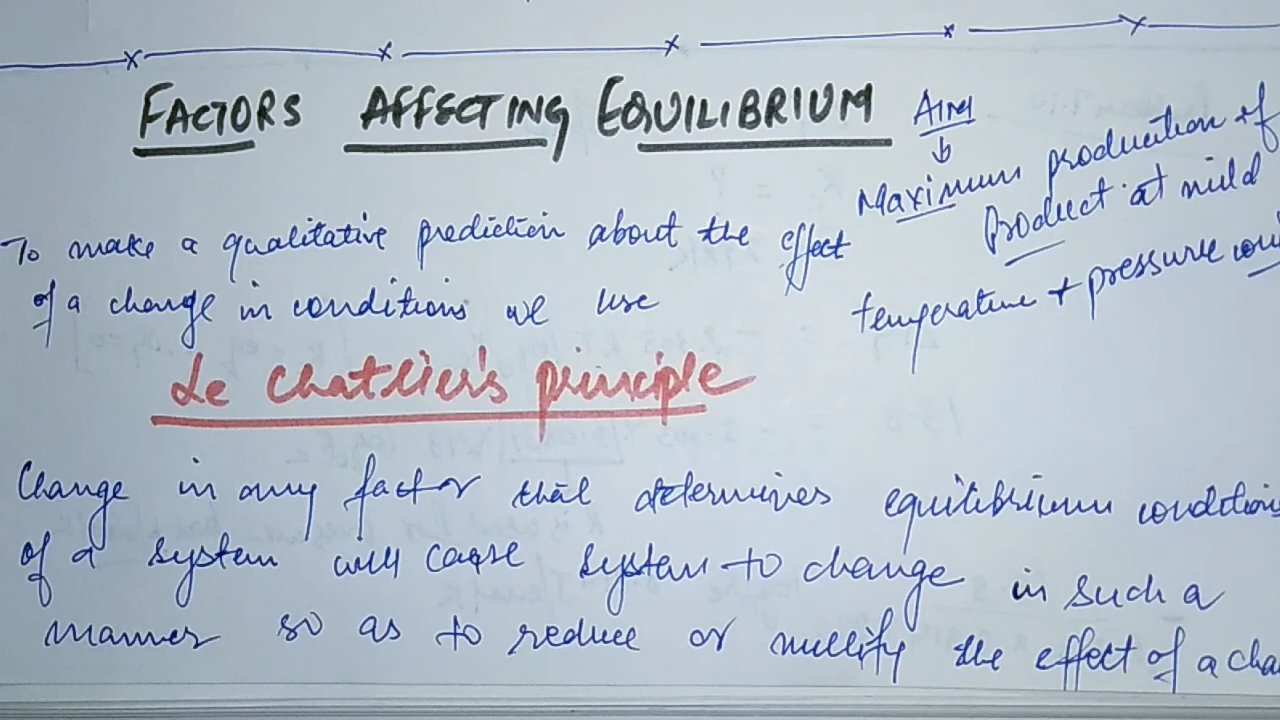 FACTORS AFFECTING EQUILIBRIUM
AIM
↓
Maximum production of
Product at mild
temperature + pressure
To make a qualitative prediction about the effect
of a change in conditions we use
Le Chatlier's principle
Change in any factor that determines equilibrium conditions
of a system will cause system to change in such a
manner so as to reduce or nullify the effect of a